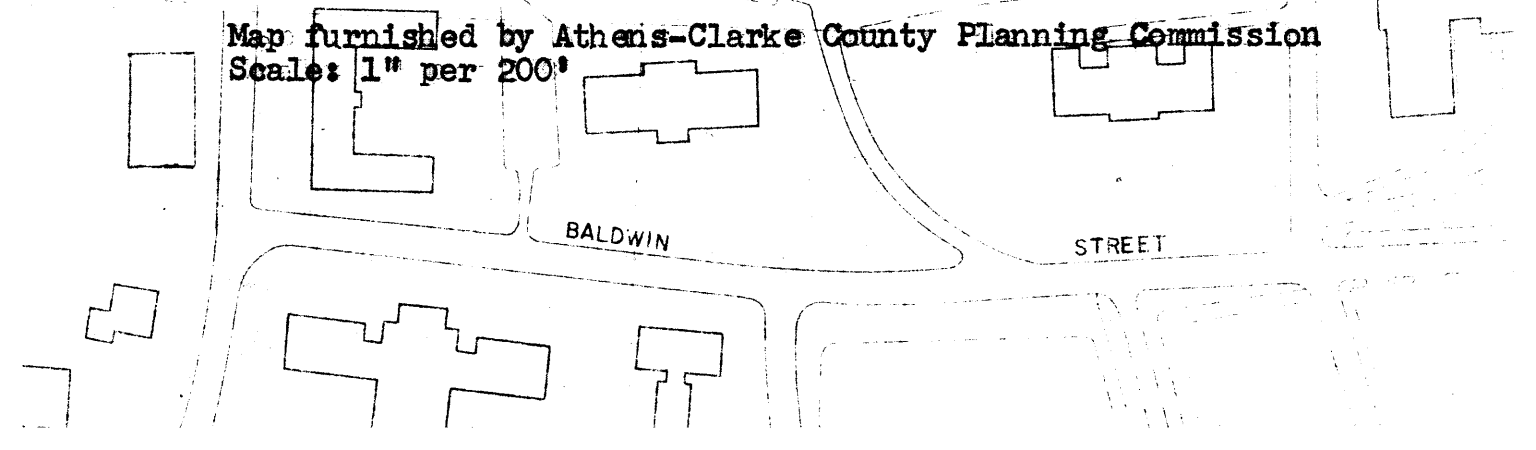 Map furnished by Athens-Clarke County Planning Commission
Scale: 1" per 200'
BALDWIN STREET